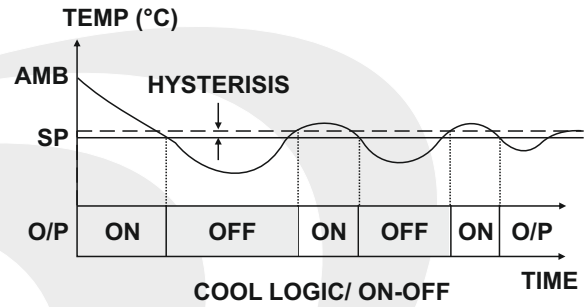 TEMP (°C)
AMB
HYSTERISIS
SP
O/P ON OFF ON OFF ON O/P
TIME
COOL LOGIC/ ON-OFF